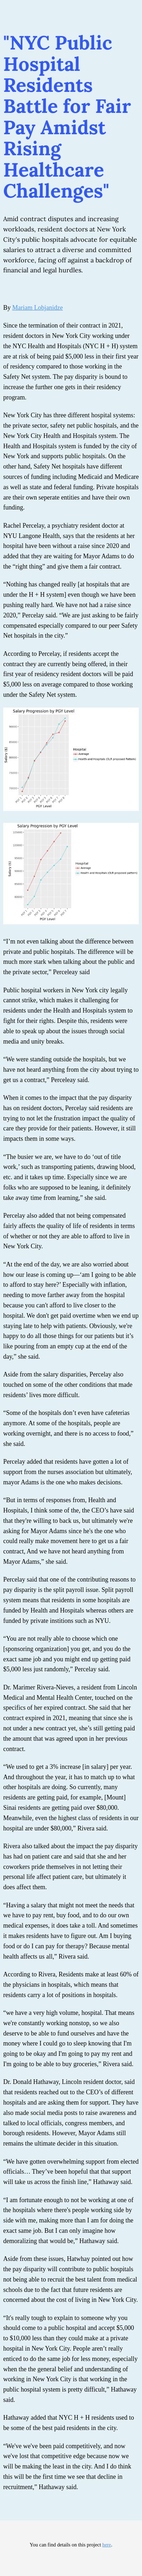 "NYC Public
Hospital
Residents
Battle for Fair
Pay Amidst
Rising
Healthcare
Challenges"
Amid contract disputes and increasing
workloads, resident doctors at New York
City's public hospitals advocate for equitable
salaries to attract a diverse and committed
workforce, facing off against a backdrop of
financial and legal hurdles.
By Mariam Lobjanidze
Since the termination of their contract in 2021,
resident doctors in New York City working under
the NYC Health and Hospitals (NYC H + H) system
are at risk of being paid $5,000 less in their first year
of residency compared to those working in the
Safety Net system. The pay disparity is bound to
increase the further one gets in their residency
program.
New York City has three different hospital systems:
the private sector, safety net public hospitals, and the
New York City Health and Hospitals system. The
Health and Hospitals system is funded by the city of
New York and supports public hospitals. On the
other hand, Safety Net hospitals have different
sources of funding including Medicaid and Medicare
as well as state and federal funding. Private hospitals
are their own separate entities and have their own
funding.
Rachel Percelay, a psychiatry resident doctor at
NYU Langone Health, says that the residents at her
hospital have been without a raise since 2020 and
added that they are waiting for Mayor Adams to do
the “right thing” and give them a fair contract.
“Nothing has changed really [at hospitals that are
under the H + H system] even though we have been
pushing really hard. We have not had a raise since
2020,” Percelay said. “We are just asking to be fairly
compensated especially compared to our peer Safety
Net hospitals in the city.”
According to Percelay, if residents accept the
contract they are currently being offered, in their
first year of residency resident doctors will be paid
$5,000 less on average compared to those working
under the Safety Net system.
Salary Progression by PGY Level
Salary ($)
PGY Level
Hospital
Average
Health and Hospitals (OLR proposed Pattern)
Salary Progression by PGY Level
Salary ($)
PGY Level
Hospital
Average
Health and Hospitals (OLR proposed Pattern)
“I’m not even talking about the difference between
private and public hospitals. The difference will be
much more stark when talking about the public and
the private sector,” Perceleay said
Public hospital workers in New York city legally
cannot strike, which makes it challenging for
residents under the Health and Hospitals system to
fight for their rights. Despite this, residents were
able to speak up about the issues through social
media and unity breaks.
“We were standing outside the hospitals, but we
have not heard anything from the city about trying to
get us a contract,” Perceleay said.
When it comes to the impact that the pay disparity
has on resident doctors, Percelay said residents are
trying to not let the frustration impact the quality of
care they provide for their patients. However, it still
impacts them in some ways.
“The busier we are, we have to do ‘out of title
work,’ such as transporting patients, drawing blood,
etc. and it takes up time. Especially since we are
folks who are supposed to be leaning, it definitely
take away time from learning,” she said.
Percelay also added that not being compensated
fairly affects the quality of life of residents in terms
of whether or not they are able to afford to live in
New York City.
“At the end of the day, we are also worried about
how our lease is coming up—‘am I going to be able
to afford to stay here?’ Especially with inflation,
needing to move farther away from the hospital
because you can't afford to live closer to the
hospital. We don't get paid overtime when we end up
staying late to help with patients. Obviously, we're
happy to do all those things for our patients but it’s
like pouring from an empty cup at the end of the
day,” she said.
Aside from the salary disparities, Percelay also
touched on some of the other conditions that made
residents’ lives more difficult.
“Some of the hospitals don’t even have cafeterias
anymore. At some of the hospitals, people are
working overnight, and there is no access to food,”
she said.
Percelay added that residents have gotten a lot of
support from the nurses association but ultimately,
mayor Adams is the one who makes decisions.
“But in terms of responses from, Health and
Hospitals, I think some of the, the CEO's have said
that they're willing to back us, but ultimately we're
asking for Mayor Adams since he's the one who
could really make movement here to get us a fair
contract, And we have not heard anything from
Mayor Adams,” she said.
Percelay said that one of the contributing reasons to
pay disparity is the split payroll issue. Split payroll
system means that residents in some hospitals are
funded by Health and Hospitals whereas others are
funded by private institutions such as NYU.
“You are not really able to choose which one
[sponsoring organization] you get, and you do the
exact same job and you might end up getting paid
$5,000 less just randomly,” Percelay said.
Dr. Marimer Rivera-Nieves, a resident from Lincoln
Medical and Mental Health Center, touched on the
specifics of her expired contract. She said that her
contract expired in 2021, meaning that since she is
not under a new contract yet, she’s still getting paid
the amount that was agreed upon in her previous
contract.
“We used to get a 3% increase [in salary] per year.
And throughout the year, it has to match up to what
other hospitals are doing. So currently, many
residents are getting paid, for example, [Mount]
Sinai residents are getting paid over $80,000.
Meanwhile, even the highest class of residents in our
hospital are under $80,000,” Rivera said.
Rivera also talked about the impact the pay disparity
has had on patient care and said that she and her
coworkers pride themselves in not letting their
personal life affect patient care, but ultimately it
does affect them.
“Having a salary that might not meet the needs that
we have to pay rent, buy food, and to do our own
medical expenses, it does take a toll. And sometimes
it makes residents have to figure out. Am I buying
food or do I can pay for therapy? Because mental
health affects us all,” Rivera said.
According to Rivera, Residents make at least 60% of
the physicians in hospitals, which means that
residents carry a lot of positions in hospitals.
“we have a very high volume, hospital. That means
we're constantly working nonstop, so we also
deserve to be able to fund ourselves and have the
money where I could go to sleep knowing that I'm
going to be okay and I'm going to pay my rent and
I'm going to be able to buy groceries,” Rivera said.
Dr. Donald Hathaway, Lincoln resident doctor, said
that residents reached out to the CEO's of different
hospitals and are asking them for support. They have
also made social media posts to raise awareness and
talked to local officials, congress members, and
borough residents. However, Mayor Adams still
remains the ultimate decider in this situation.
“We have gotten overwhelming support from elected
officials… They’ve been hopeful that that support
will take us across the finish line,” Hathaway said.
“I am fortunate enough to not be working at one of
the hospitals where there's people working side by
side with me, making more than I am for doing the
exact same job. But I can only imagine how
demoralizing that would be,” Hathaway said.
Aside from these issues, Hatwhay pointed out how
the pay disparity will contribute to public hospitals
not being able to recruit the best talent from medical
schools due to the fact that future residents are
concerned about the cost of living in New York City.
“It's really tough to explain to someone why you
should come to a public hospital and accept $5,000
to $10,000 less than they could make at a private
hospital in New York City. People aren't really
enticed to do the same job for less money, especially
when the the general belief and understanding of
working in New York City is that working in the
public hospital system is pretty difficult,” Hathaway
said.
Hathaway added that NYC H + H residents used to
be some of the best paid residents in the city.
“We've we've been paid competitively, and now
we've lost that competitive edge because now we
will be making the least in the city. And I do think
this will be the first time we see that decline in
recruitment,” Hathaway said.
You can find details on this project here.